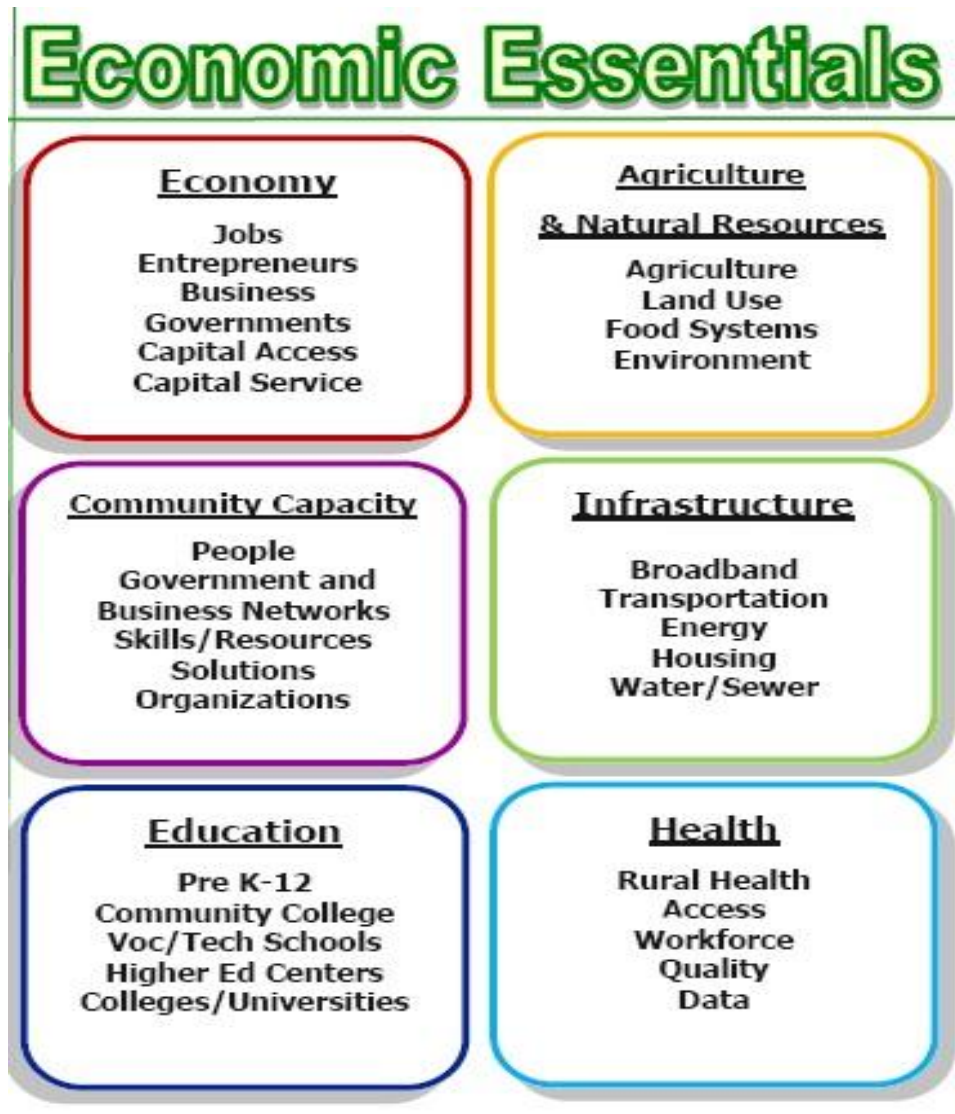 Economic Essentials
Economy
Jobs
Entrepreneurs
Business
Governments
Capital Access
Capital Service
Agriculture
& Natural Resources
Agriculture
Land Use
Food Systems
Environment
Community Capacity
People
Government and
Business Networks
Skills/Resources
Solutions
Organizations
Infrastructure
Broadband
Transportation
Energy
Housing
Water/Sewer
Education
Pre K-12
Community College
Voc/Tech Schools
Higher Ed Centers
Colleges/Universities
Health
Rural Health
Access
Workforce
Quality
Data